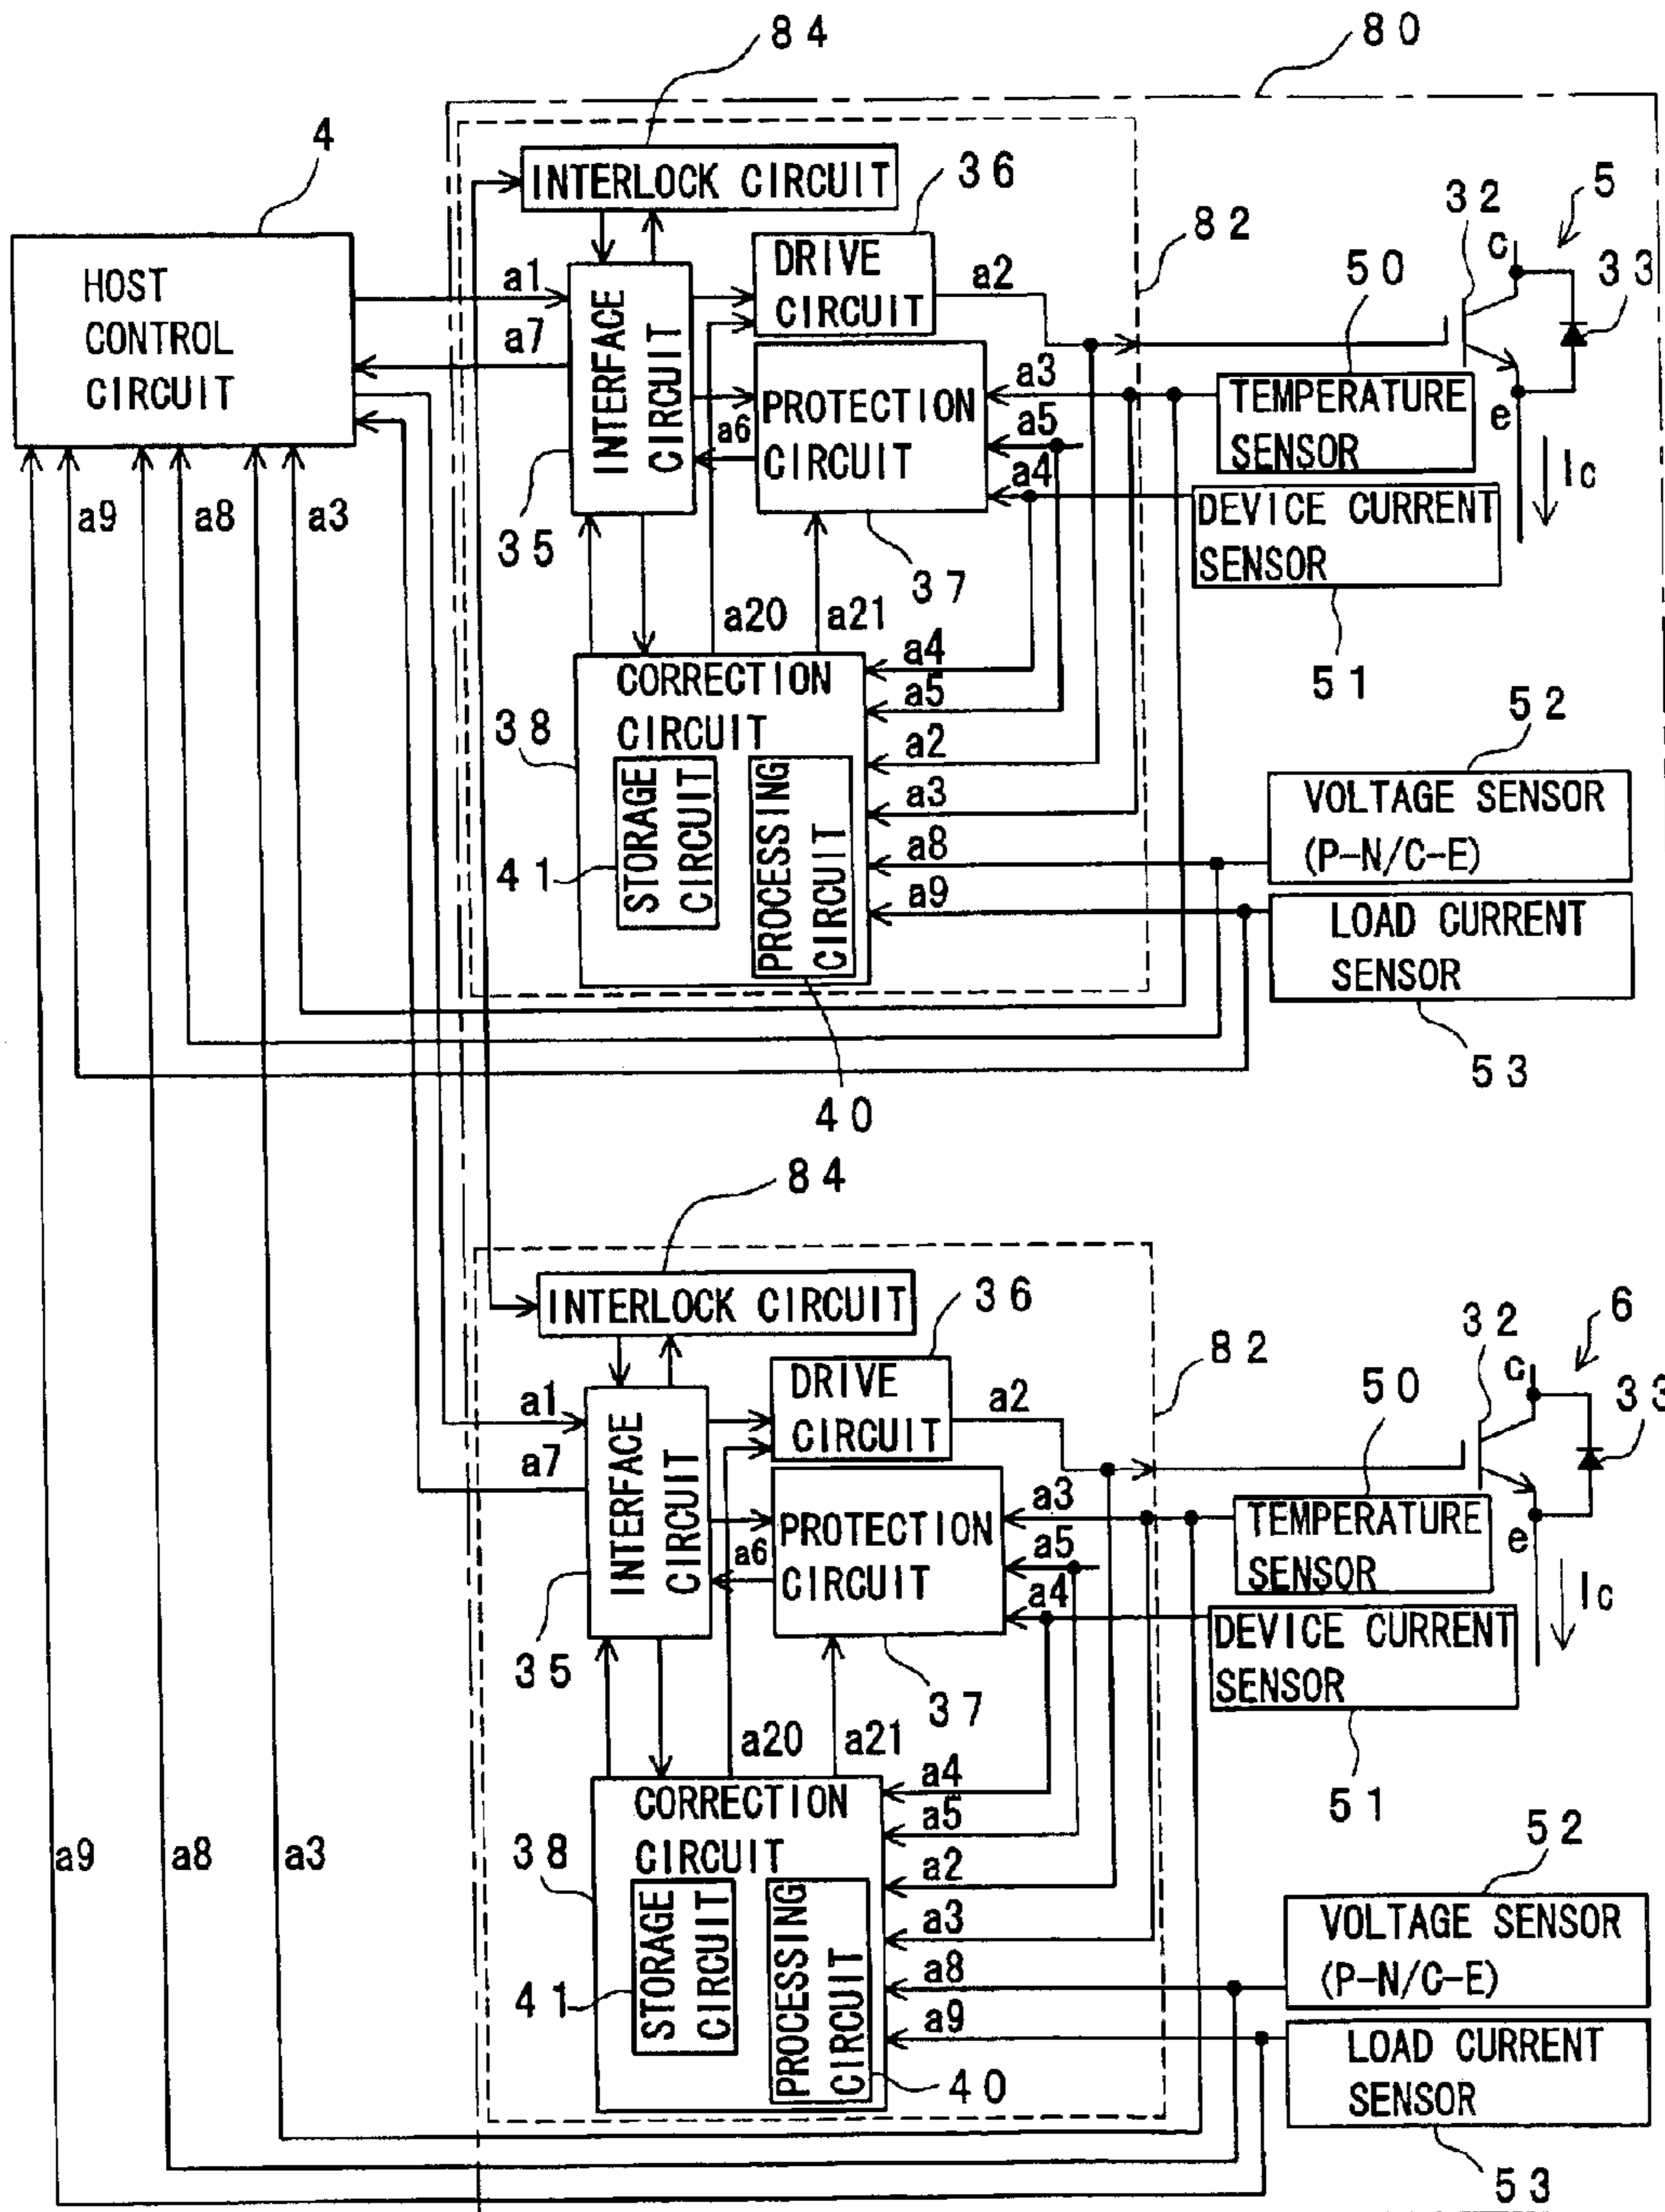 84
80
4
INTERLOCK CIRCUIT
36
32
5
HOST
CONTROL
CIRCUIT
a1
a7
INTERFACE
CIRCUIT
DRIVE
CIRCUIT
a2
82
50
c
33
a6
PROTECTION
CIRCUIT
a3
a5
a4
TEMPERATURE
SENSOR
e
Ic
a9
a8
a3
35
37
DEVICE CURRENT
SENSOR
a20
a21
51
38
CORRECTION
CIRCUIT
a4
a5
a2
a3
a8
a9
52
41
STORAGE
CIRCUIT
PROCESSING
CIRCUIT
VOLTAGE SENSOR
(P-N/C-E)
LOAD CURRENT
SENSOR
40
53
84
INTERLOCK CIRCUIT
36
32
6
a1
a7
INTERFACE
CIRCUIT
DRIVE
CIRCUIT
a2
82
50
c
33
a6
PROTECTION
CIRCUIT
a3
a5
a4
TEMPERATURE
SENSOR
e
Ic
35
37
DEVICE CURRENT
SENSOR
a20
a21
51
a9
a8
a3
38
CORRECTION
CIRCUIT
a4
a5
a2
a3
a8
a9
52
41
STORAGE
CIRCUIT
PROCESSING
CIRCUIT
40
VOLTAGE SENSOR
(P-N/C-E)
LOAD CURRENT
SENSOR
53